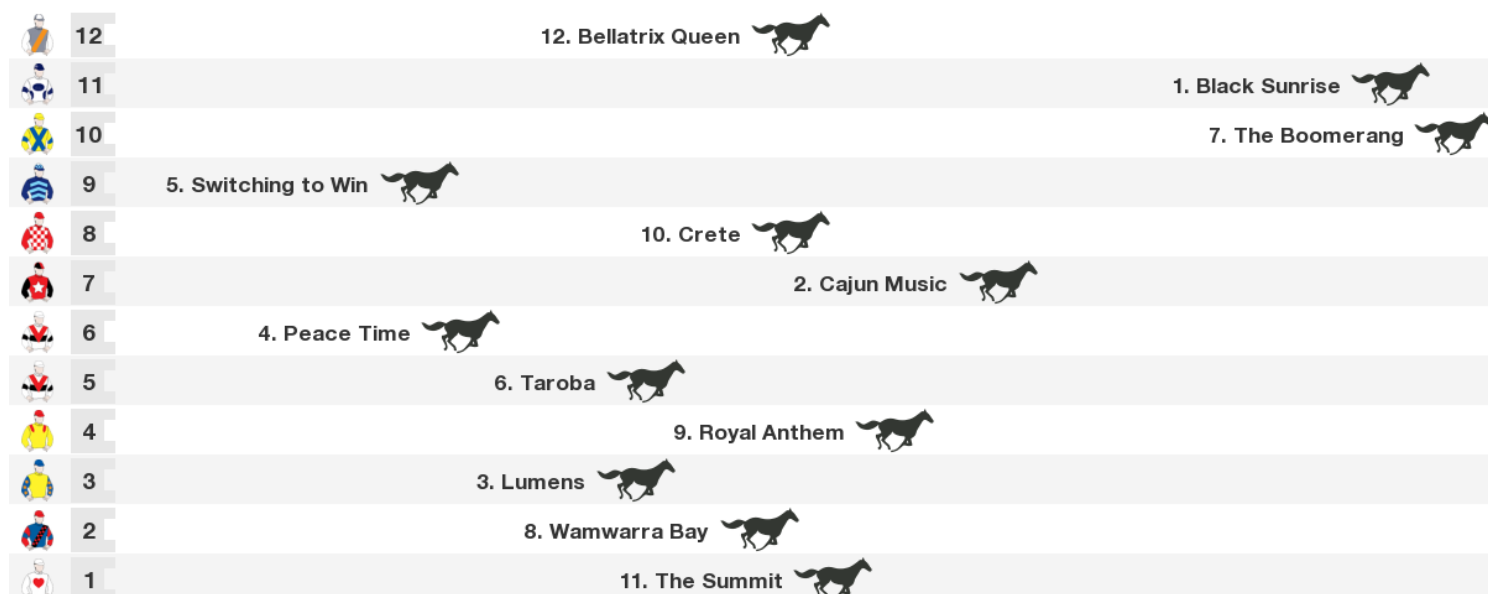 12 12. Bellatrix Queen
11 1. Black Sunrise
10 7. The Boomerang
9 5. Switching to Win
8 10. Crete
7 2. Cajun Music
6 4. Peace Time
5 6. Taroba
4 9. Royal Anthem
3 3. Lumens
2 8. Wamwarra Bay
1 11. The Summit